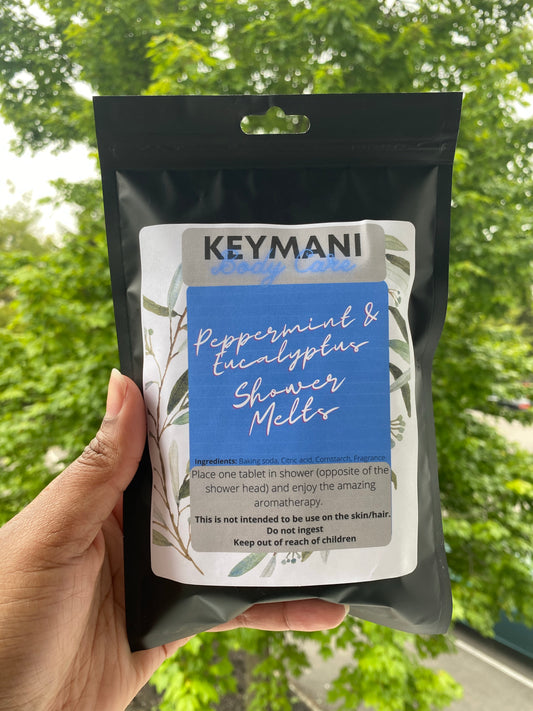 KEYMANI
Body Care
Peppermint &
Eucalyptus
Shower
Melts
Ingredients: Baking soda, Citric acid, Cornstarch, Fragrance
Place one tablet in shower (opposite of the
shower head) and enjoy the amazing
aromatherapy.
This is not intended to be use on the skin/hair.
Do not ingest
Keep out of reach of children